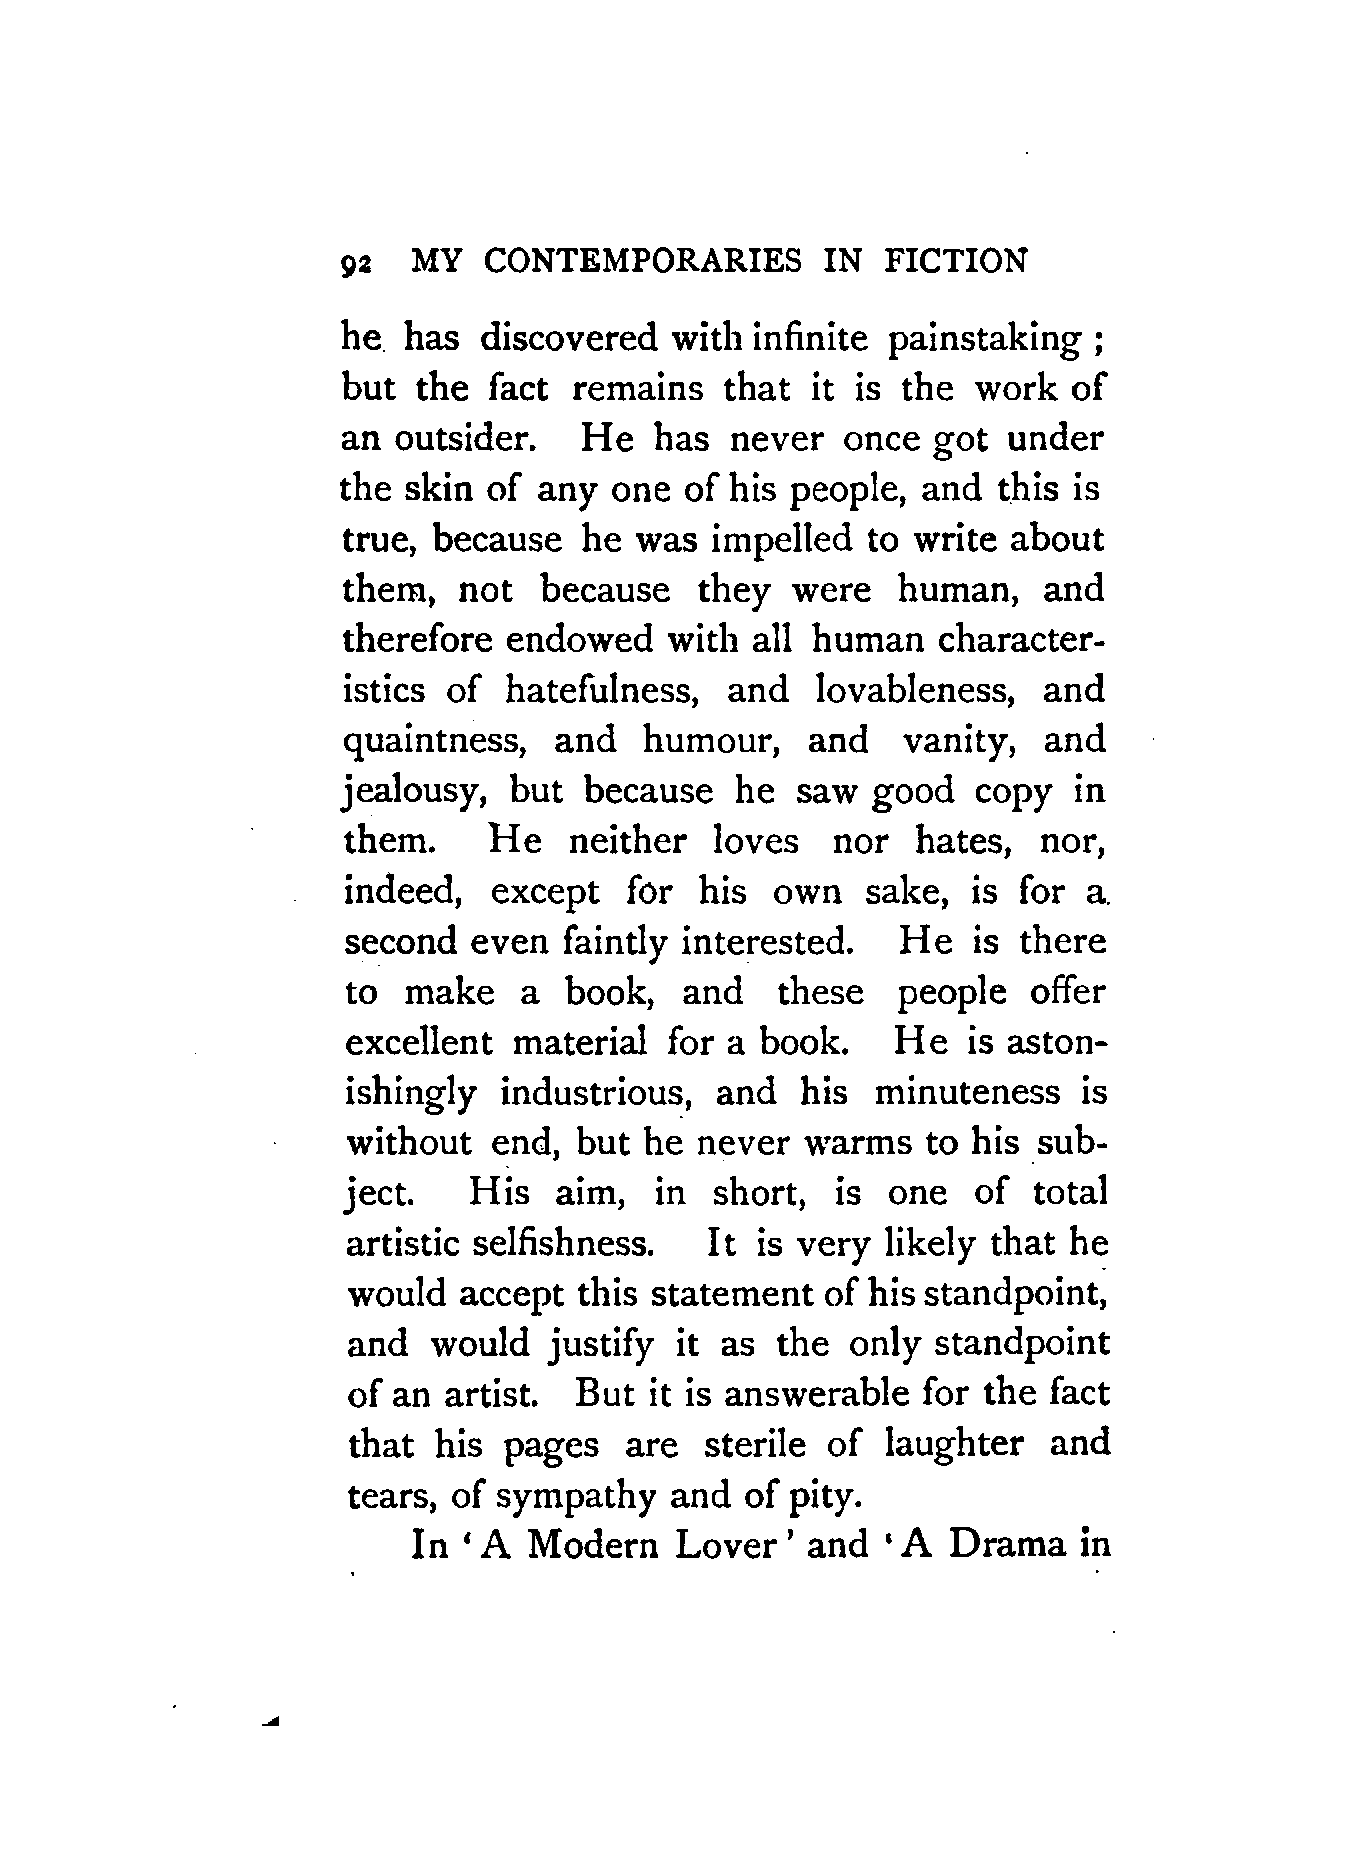 92 MY CONTEMPORARIES IN FICTION
he has discovered with infinite painstaking ;
but the fact remains that it is the work of
an outsider. He has never once got under
the skin of any one of his people, and this is
true, because he was impelled to write about
them, not because they were human, and
therefore endowed with all human character-
istics of hatefulness, and lovableness, and
quaintness, and humour, and vanity, and
jealousy, but because he saw good copy in
them. He neither loves nor hates, nor,
indeed, except for his own sake, is for a
second even faintly interested. He is there
to make a book, and these people offer
excellent material for a book. He is aston-
ishingly industrious, and his minuteness is
without end, but he never warms to his sub-
ject. His aim, in short, is one of total
artistic selfishness. It is very likely that he
would accept this statement of his standpoint,
and would justify it as the only standpoint
of an artist. But it is answerable for the fact
that his pages are sterile of laughter and
tears, of sympathy and of pity.
In ‘ A Modern Lover ’ and ‘ A Drama in